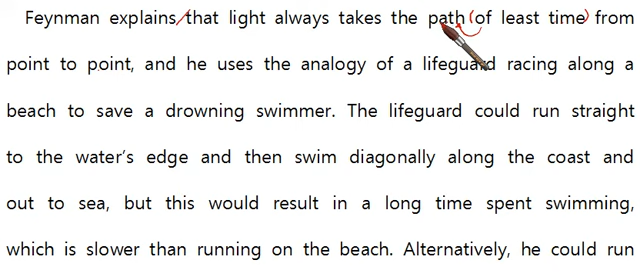 Feynman explains that light always takes the path (of least time) from
point to point, and he uses the analogy of a lifeguard racing along a
beach to save a drowning swimmer. The lifeguard could run straight
to the water's edge and then swim diagonally along the coast and
out to sea, but this would result in a long time spent swimming,
which is slower than running on the beach. Alternatively, he could run